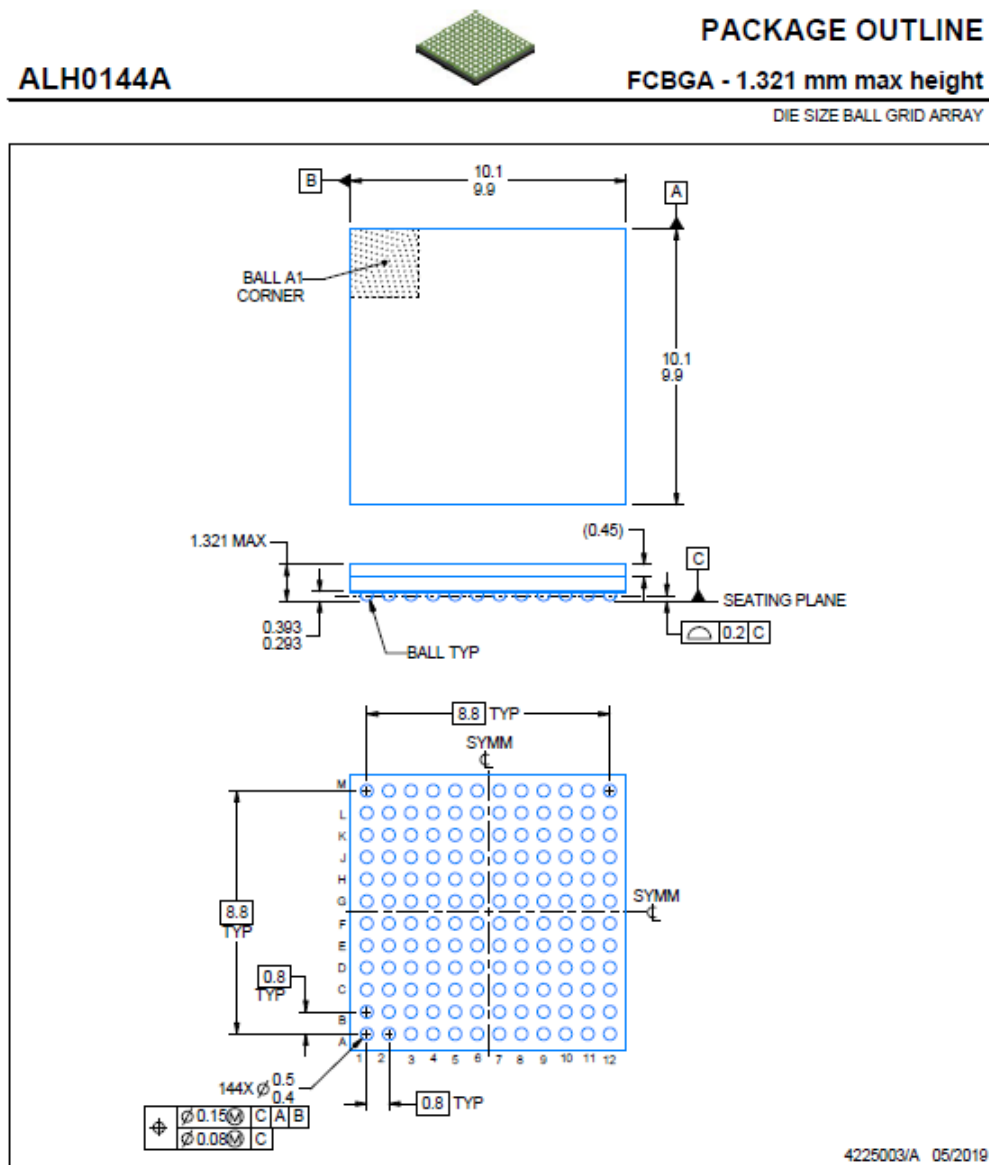 PACKAGE OUTLINE
ALH0144A
FCBGA - 1.321 mm max height
DIE SIZE BALL GRID ARRAY
B
10.1
9.9
A
BALL A1
CORNER
10.1
9.9
1.321 MAX
(0.45)
C
SEATING PLANE
0.393
0.293
BALL TYP
⌓ 0.2 C
8.8 TYP
SYMM
℄
M
L
K
J
H
G
F
E
D
C
B
A
SYMM
℄
8.8
TYP
0.8
TYP
1 2 3 4 5 6 7 8 9 10 11 12
144X ⌀ 0.5
0.4
0.8 TYP
⌖ ⌀ 0.15Ⓜ C A B
⌀ 0.08Ⓜ C
4225003/A 05/2019